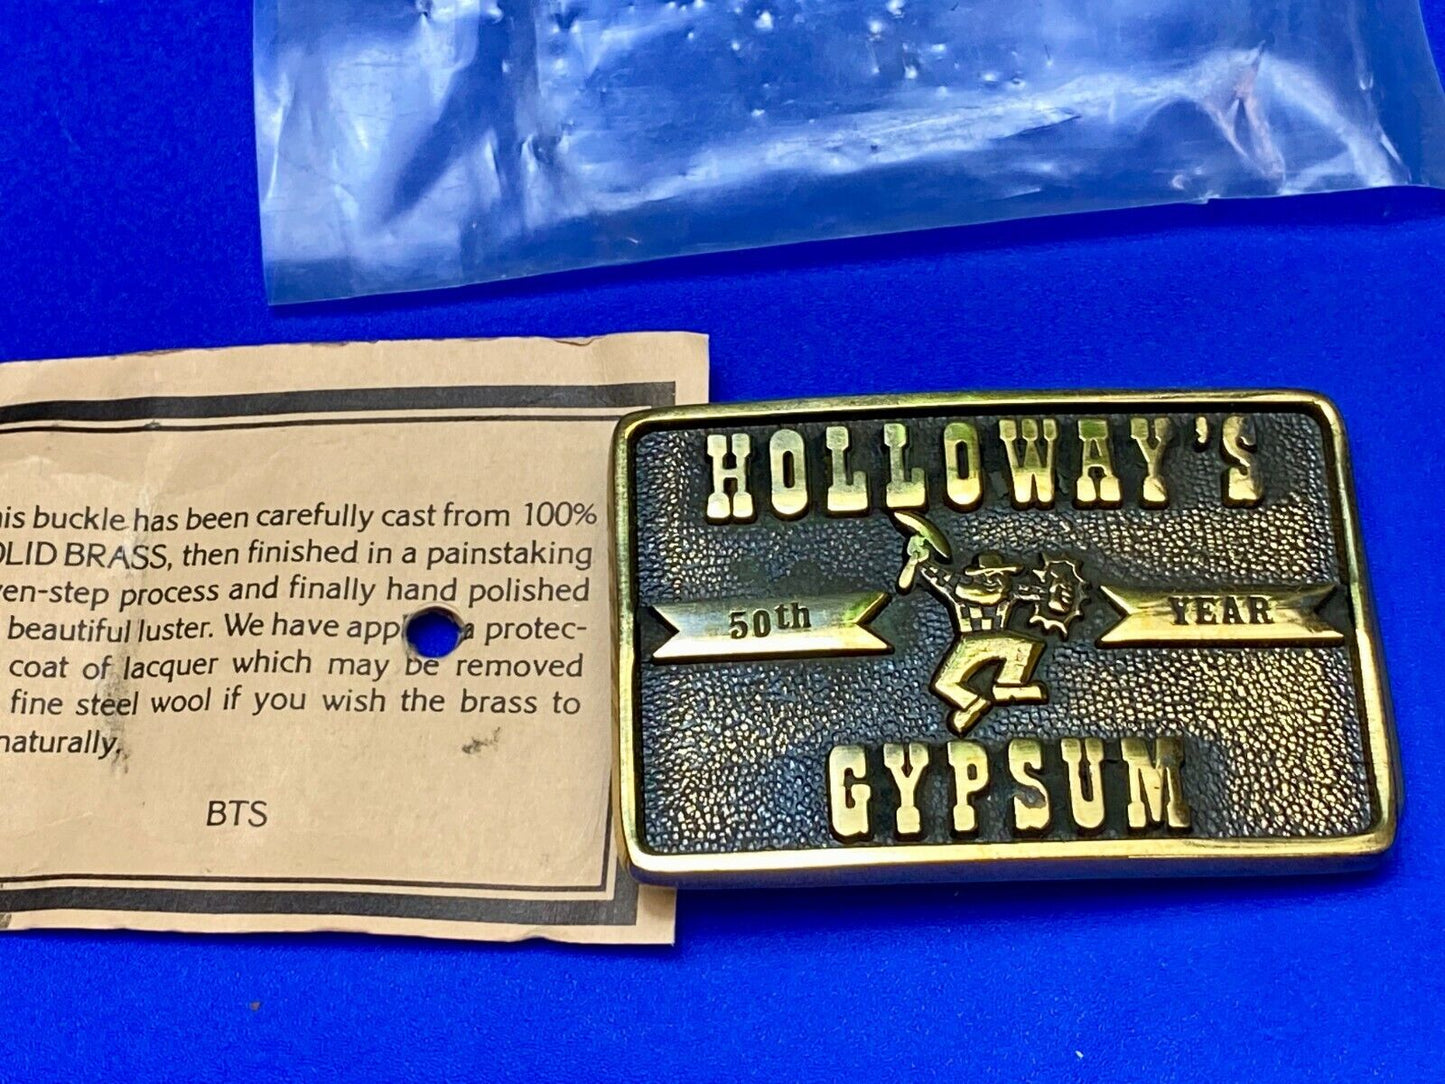 his buckle has been carefully cast from 100%
OLID BRASS, then finished in a painstaking
ven-step process and finally hand polished
beautiful luster. We have app a protec-
coat of lacquer which may be removed
fine steel wool if you wish the brass to
naturally.
BTS
HOLLOWAY'S
50th YEAR
GYPSUM